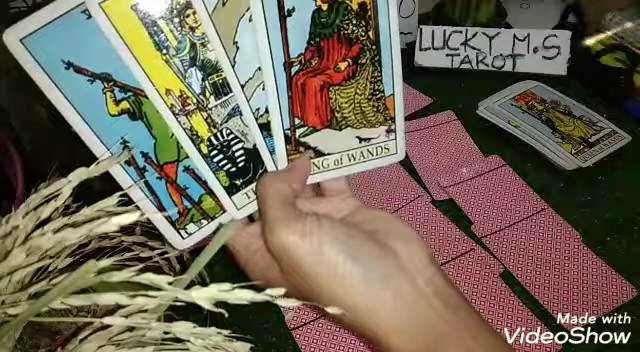 LUCKY M.S
TAROT
KING of WANDS
Made with
VideoShow